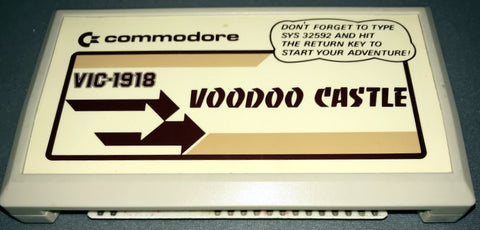 commodore
DON'T FORGET TO TYPE
SYS 32592 AND HIT
THE RETURN KEY TO
START YOUR ADVENTURE!
VIC-1918
VOODOO CASTLE